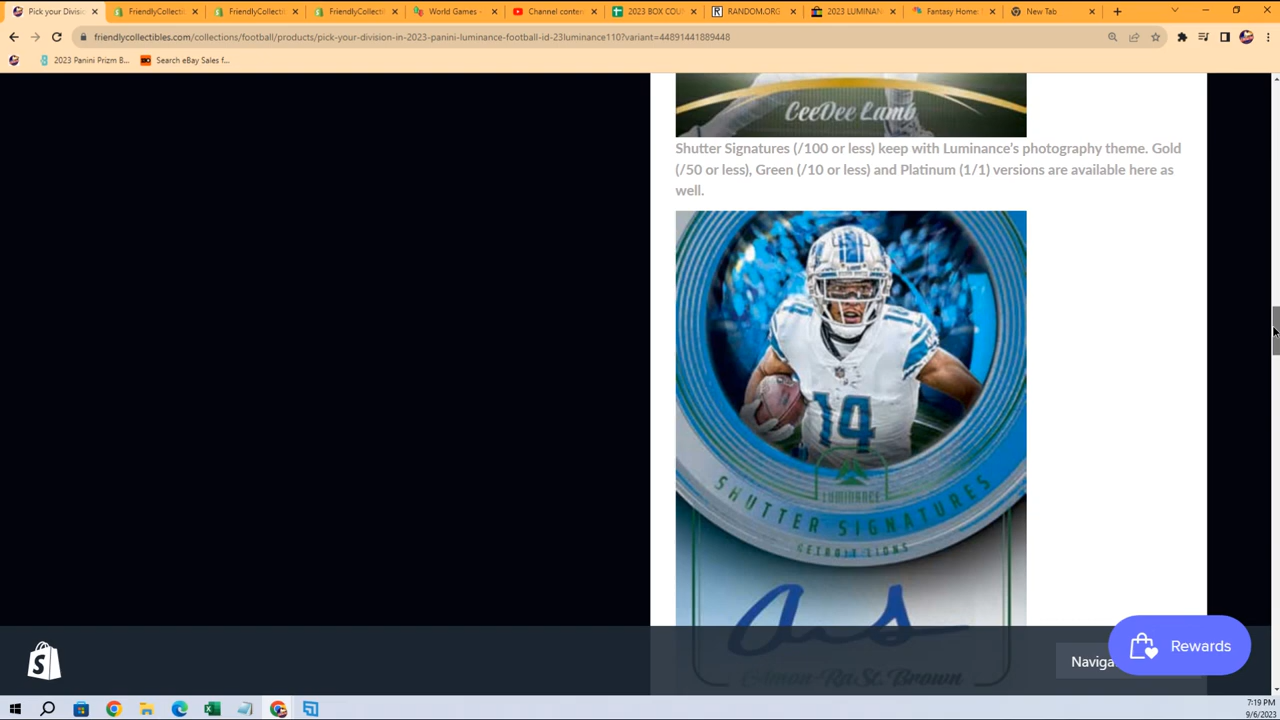 Pick your Divisi
FriendlyCollecti
FriendlyCollecti
FriendlyCollecti
World Games -
Channel conten
2023 BOX COU
RANDOM.ORG
2023 LUMINAN
Fantasy Home:
New Tab
friendlycollectibles.com/collections/football/products/pick-your-division-in-2023-panini-luminance-football-id-23luminance110?variant=44891441889448
2023 Panini Prizm B...
Search eBay Sales f...
CeeDee Lamb
Shutter Signatures (/100 or less) keep with Luminance's photography theme. Gold
(/50 or less), Green (/10 or less) and Platinum (1/1) versions are available here as
well.
14
14
LUMINANCE
SHUTTER SIGNATURES
DETROIT LIONS
Amon-Ra St. Brown
Naviga
Rewards
7:19 PM
9/6/2023